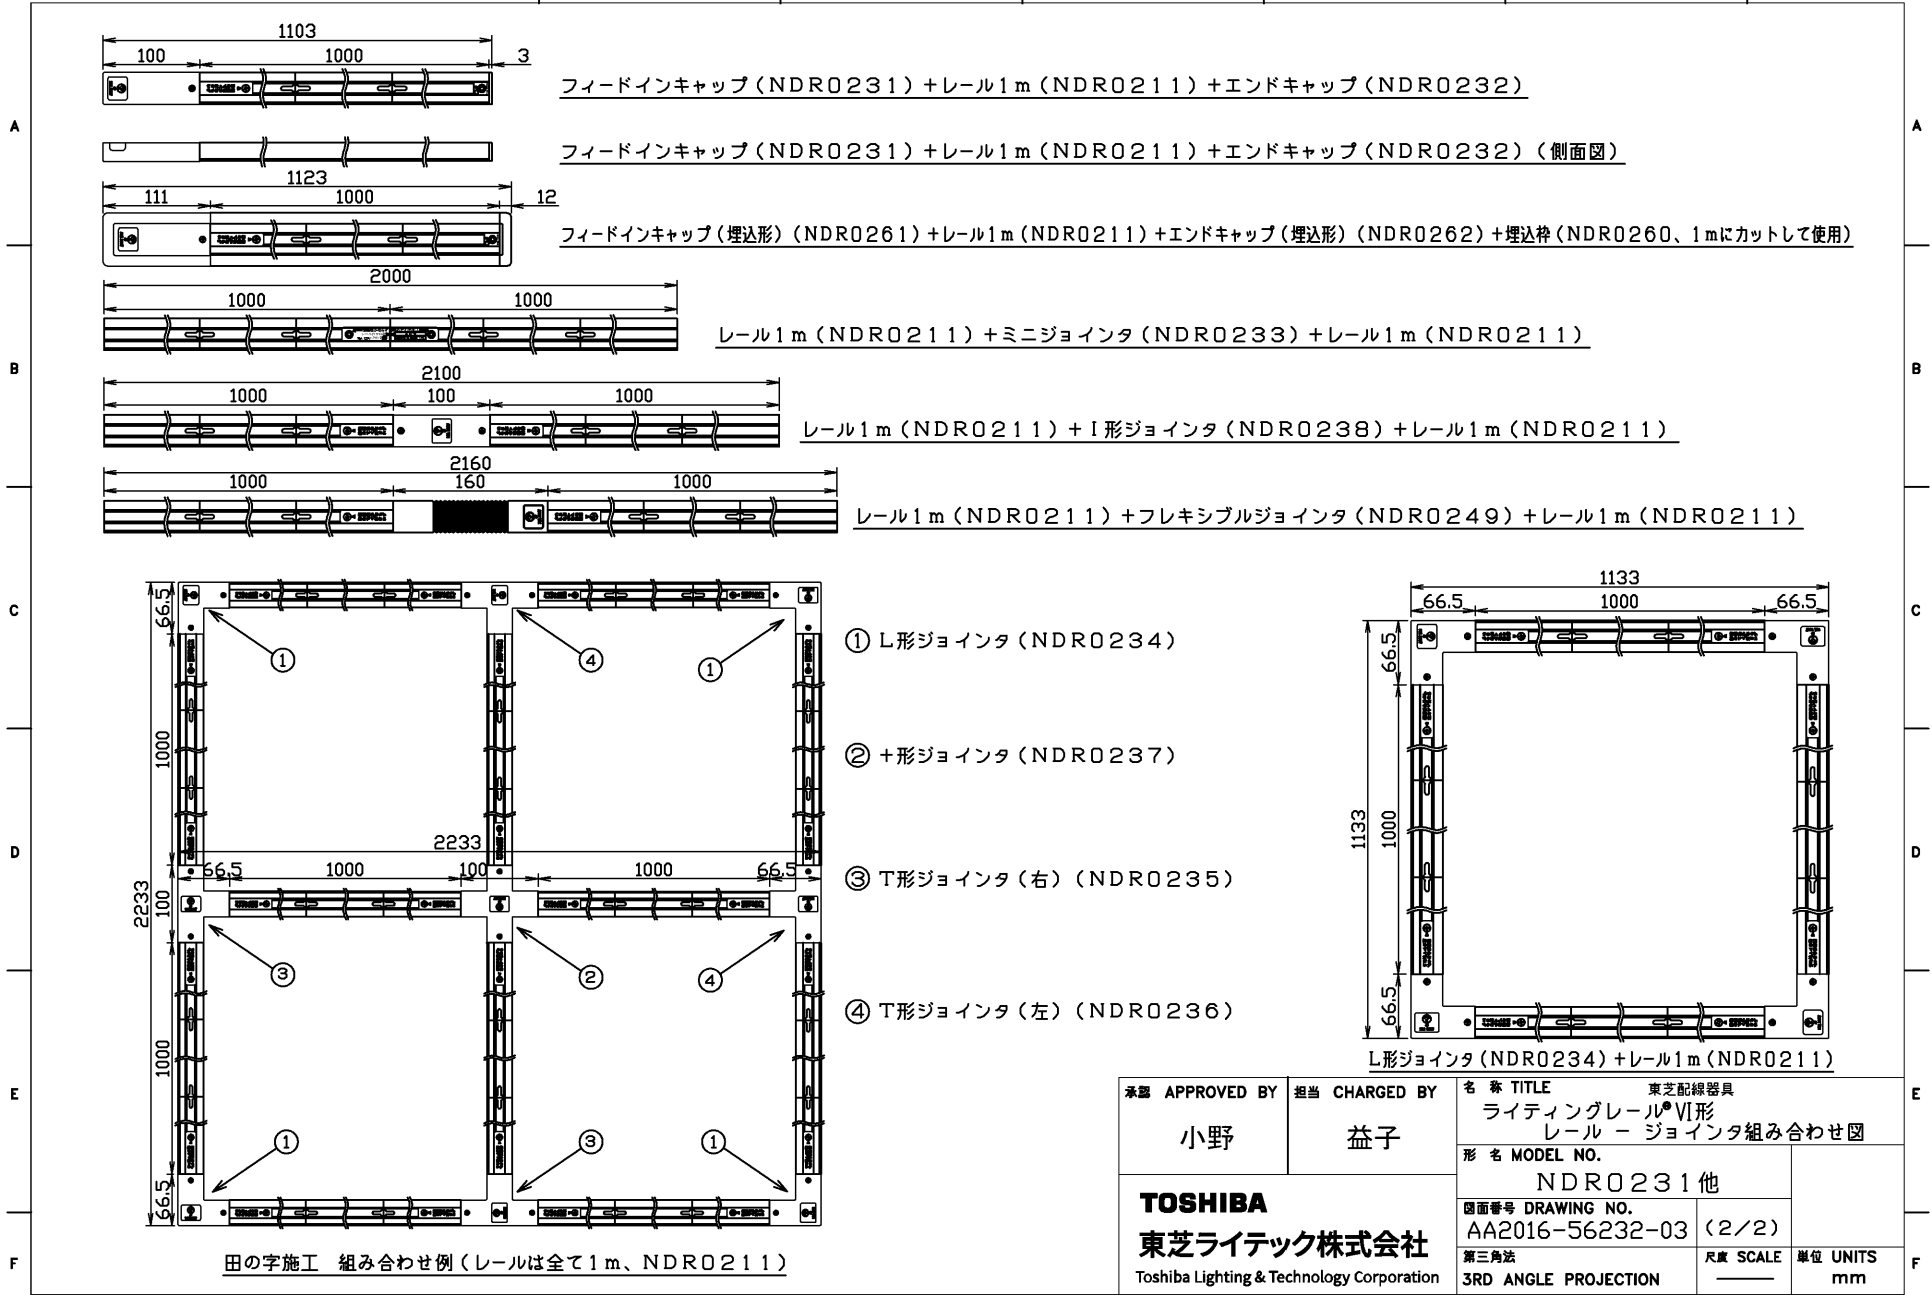 1103
100 1000 3
フィードインキャップ(NDR0231)+レール1m(NDR0211)+エンドキャップ(NDR0232)
A A
フィードインキャップ(NDR0231)+レール1m(NDR0211)+エンドキャップ(NDR0232)(側面図)
1123
111 1000 12
フィードインキャップ(埋込形)(NDR0261)+レール1m(NDR0211)+エンドキャップ(埋込形)(NDR0262)+埋込枠(NDR0260、1mにカットして使用)
2000
1000 1000
レール1m(NDR0211)+ミニジョインタ(NDR0233)+レール1m(NDR0211)
B B
2100
1000 100 1000
レール1m(NDR0211)+I形ジョインタ(NDR0238)+レール1m(NDR0211)
2160
1000 160 1000
レール1m(NDR0211)+フレキシブルジョインタ(NDR0249)+レール1m(NDR0211)
C C
66.5
1000
100
1000
66.5
2233
2233
66.5 1000 100 1000 66.5
① ④ ①
③ ② ④
① ③ ①
田の字施工 組み合わせ例(レールは全て1m、NDR0211)
① L形ジョインタ(NDR0234)
② +形ジョインタ(NDR0237)
③ T形ジョインタ(右)(NDR0235)
④ T形ジョインタ(左)(NDR0236)
1133
66.5 1000 66.5
66.5
1000
66.5
1133
L形ジョインタ(NDR0234)+レール1m(NDR0211)
D D
E E
F F
承認 APPROVED BY
小野
担当 CHARGED BY
益子
名 称 TITLE 東芝配線器具
ライティングレール®Ⅵ形
レール － ジョインタ組み合わせ図
形 名 MODEL NO.
NDR0231他
TOSHIBA
東芝ライテック株式会社
Toshiba Lighting & Technology Corporation
図面番号 DRAWING NO.
AA2016-56232-03 (2/2)
第三角法
3RD ANGLE PROJECTION
尺度 SCALE
単位 UNITS
mm